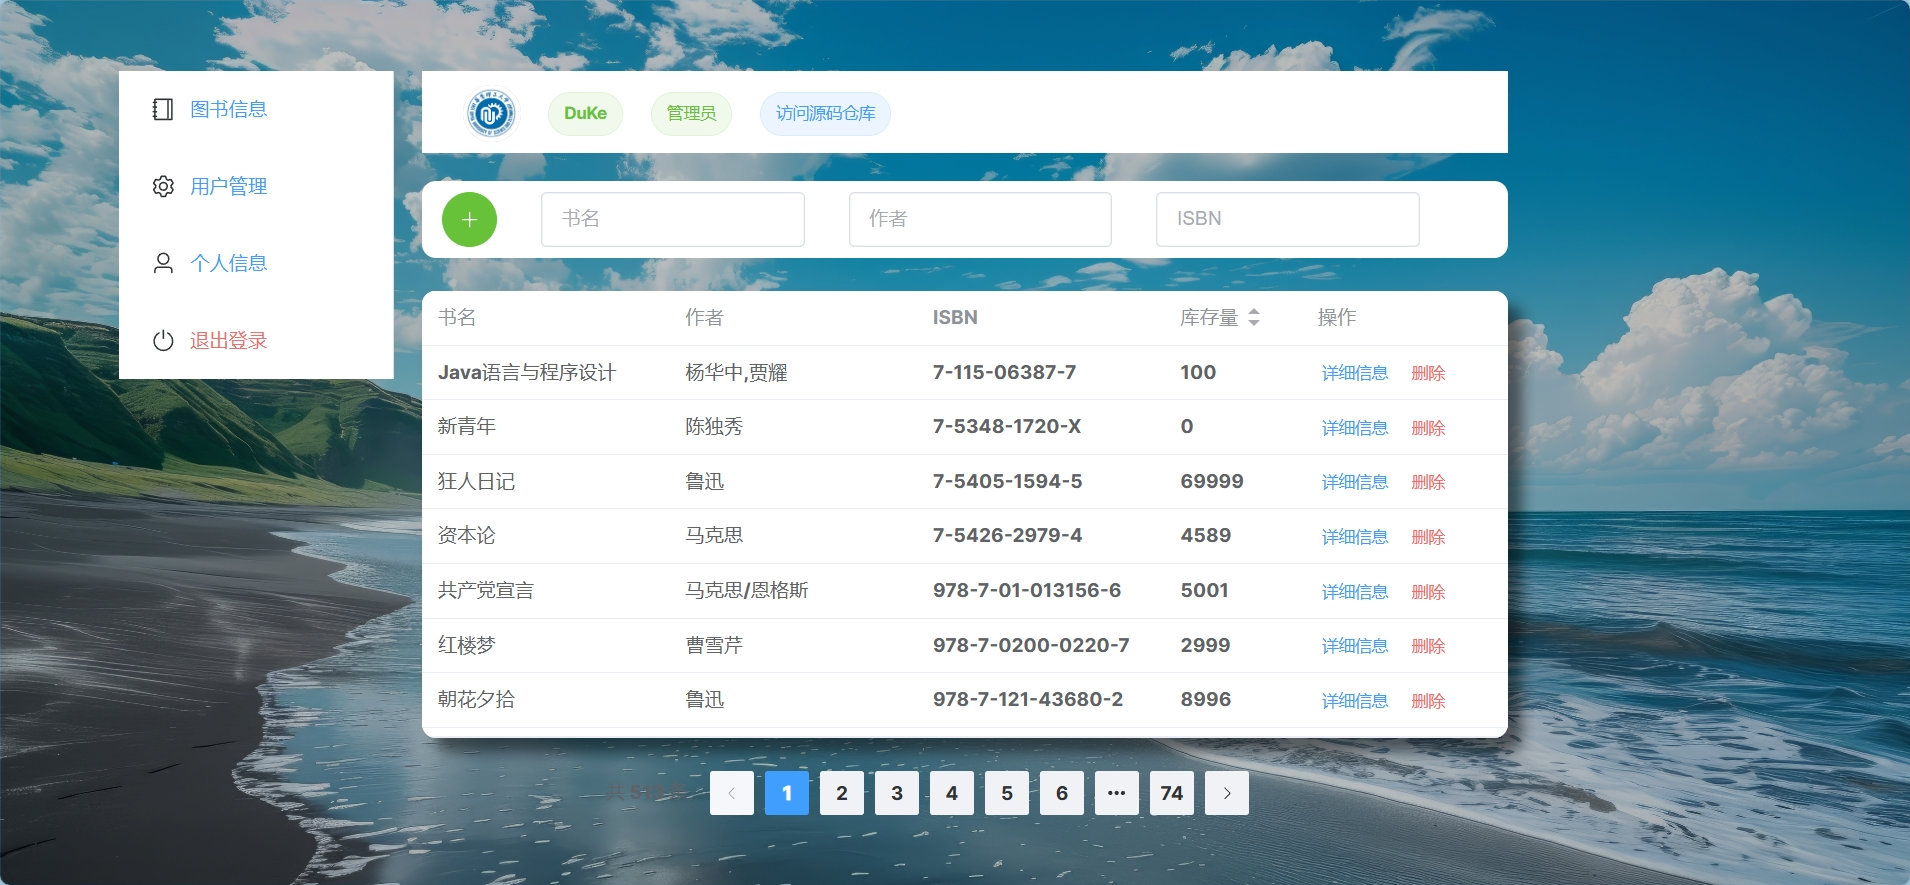 图书信息
用户管理
个人信息
退出登录
DuKe 管理员 访问源码仓库
书名 作者 ISBN
书名 作者 ISBN 库存量 操作
Java语言与程序设计 杨华中,贾耀 7-115-06387-7 100 详细信息 删除
新青年 陈独秀 7-5348-1720-X 0 详细信息 删除
狂人日记 鲁迅 7-5405-1594-5 69999 详细信息 删除
资本论 马克思 7-5426-2979-4 4589 详细信息 删除
共产党宣言 马克思/恩格斯 978-7-01-013156-6 5001 详细信息 删除
红楼梦 曹雪芹 978-7-0200-0220-7 2999 详细信息 删除
朝花夕拾 鲁迅 978-7-121-43680-2 8996 详细信息 删除
共 1 2 3 4 5 6 ••• 74